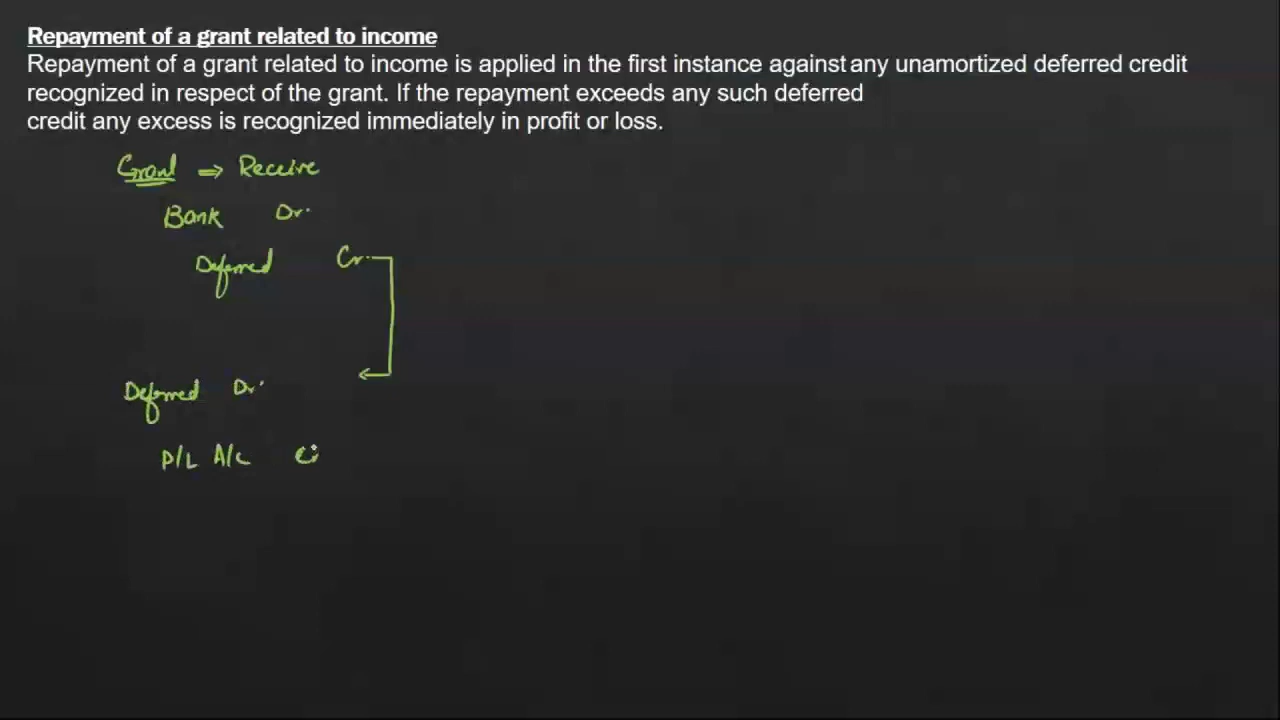 Repayment of a grant related to income
Repayment of a grant related to income is applied in the first instance against any unamortized deferred credit
recognized in respect of the grant. If the repayment exceeds any such deferred
credit any excess is recognized immediately in profit or loss.
Grant ⇒ Receive
Bank Dr.
Deferred Cr.
Deferred Dr.
P/L A/c